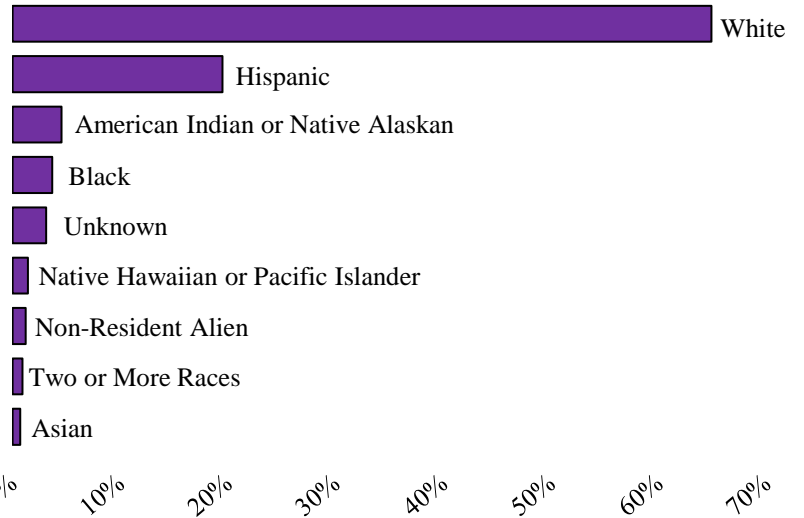 White
Hispanic
American Indian or Native Alaskan
Black
Unknown
Native Hawaiian or Pacific Islander
Non-Resident Alien
Two or More Races
Asian
% 10% 20% 30% 40% 50% 60% 70%